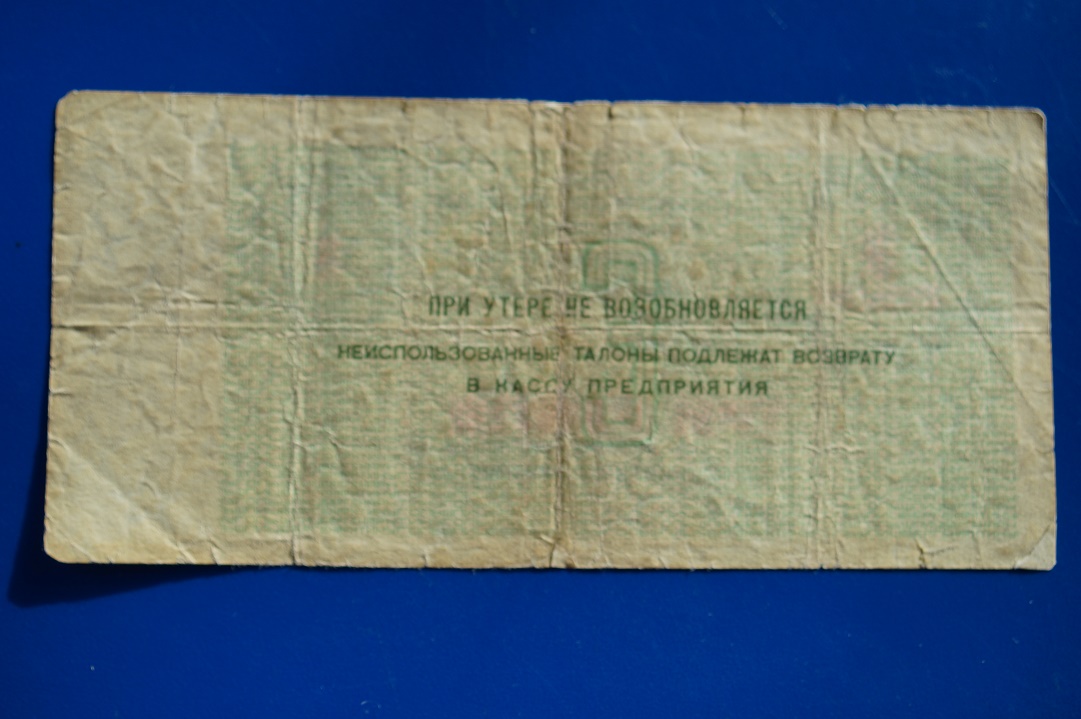 ПРИ УТЕРЕ НЕ ВОЗОБНОВЛЯЕТСЯ
НЕИСПОЛЬЗОВАННЫЕ ТАЛОНЫ ПОДЛЕЖАТ ВОЗВРАТУ
В КАССУ ПРЕДПРИЯТИЯ